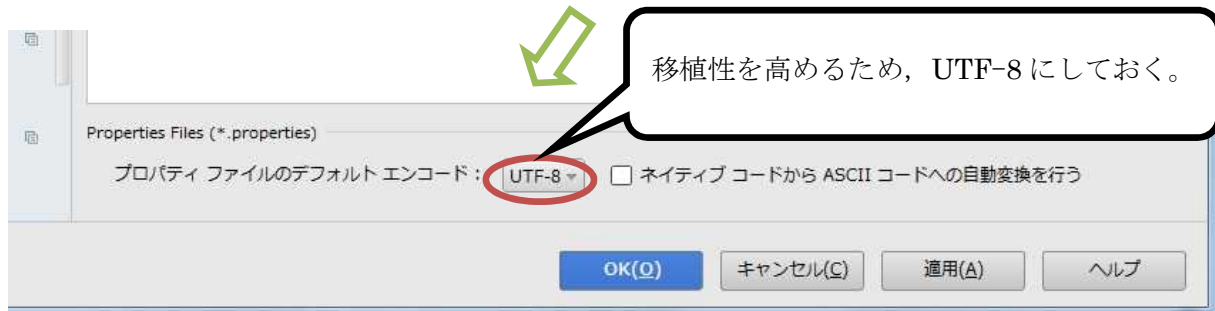 移植性を高めるため，UTF-8 にしておく。
Properties Files (*.properties)
プロパティ ファイルのデフォルト エンコード： UTF-8 ネイティブ コードから ASCII コードへの自動変換を行う
OK(O) キャンセル(C) 適用(A) ヘルプ